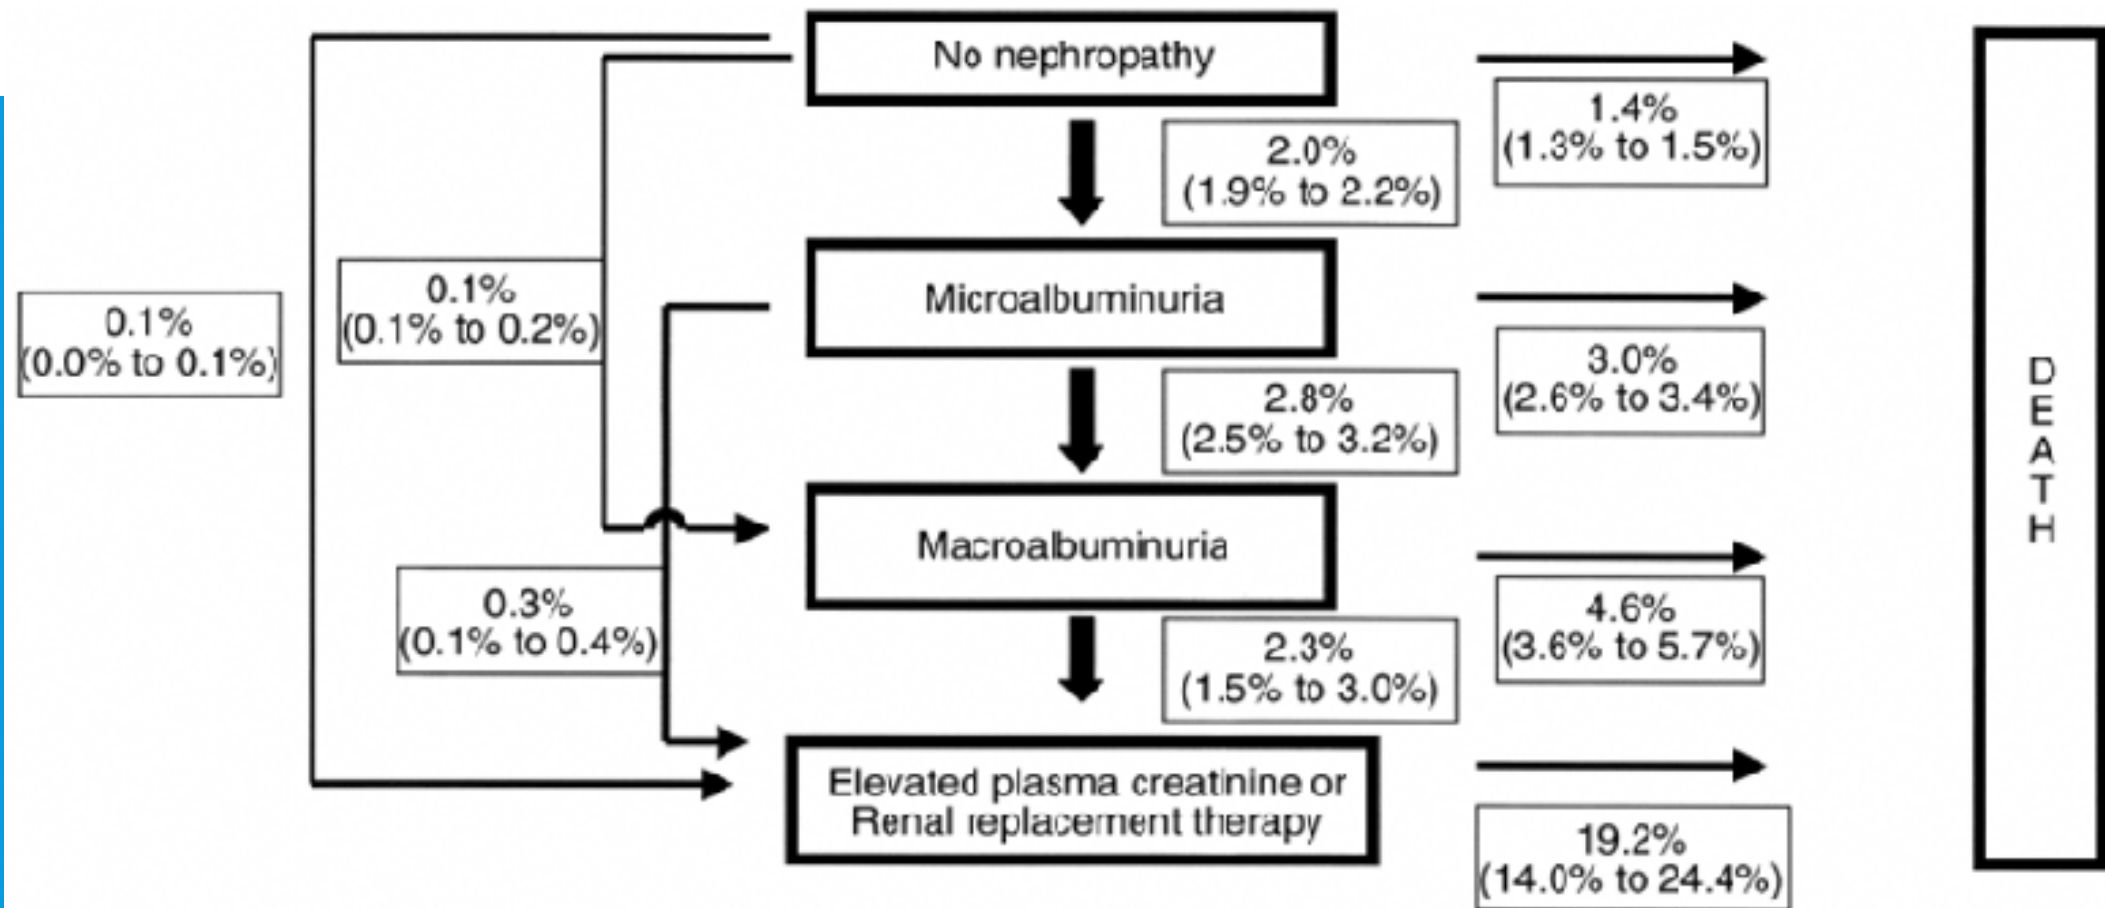 No nephropathy
1.4%
(1.3% to 1.5%)
2.0%
(1.9% to 2.2%)
0.1%
(0.0% to 0.1%)
0.1%
(0.1% to 0.2%)
Microalbuminuria
3.0%
(2.6% to 3.4%)
2.8%
(2.5% to 3.2%)
Macroalbuminuria
0.3%
(0.1% to 0.4%)
4.6%
(3.6% to 5.7%)
2.3%
(1.5% to 3.0%)
Elevated plasma creatinine or
Renal replacement therapy
19.2%
(14.0% to 24.4%)
D
E
A
T
H